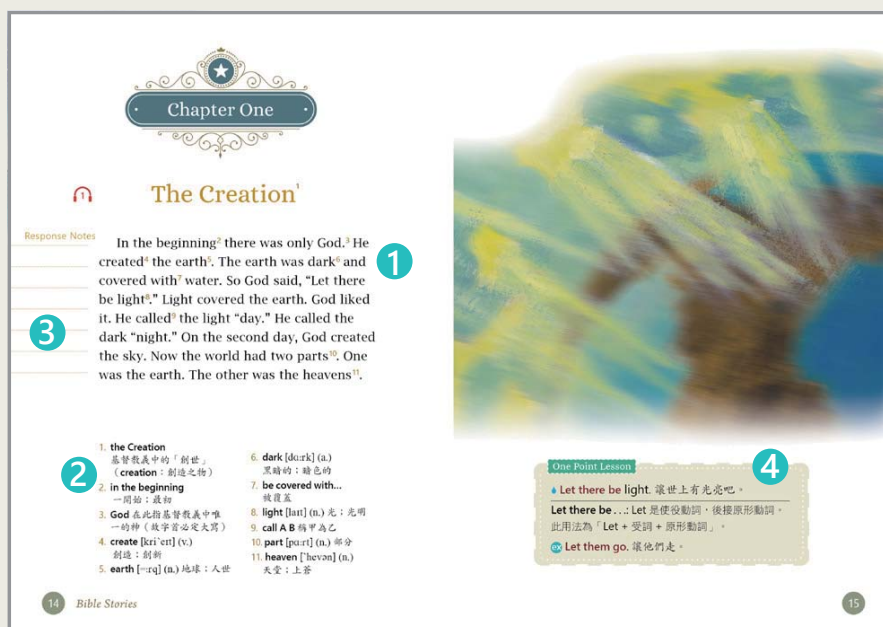 Chapter One
1
The Creation¹
Response Notes
In the beginning² there was only God.³ He
created⁴ the earth⁵. The earth was dark⁶ and
covered with⁷ water. So God said, “Let there
be light⁸.” Light covered the earth. God liked
it. He called⁹ the light “day.” He called the
dark “night.” On the second day, God created
the sky. Now the world had two parts¹⁰. One
was the earth. The other was the heavens¹¹.
1
3
2
1. the Creation
基督教義中的「創世」
(creation：創造之物)
2. in the beginning
一開始；最初
3. God 在此指基督教義中唯
一的神（故字首必定大寫）
4. create [kri`eɪt] (v.)
創造；創新
5. earth [ɝːrq] (n.) 地球；人世
6. dark [dɑːrk] (a.)
黑暗的；暗色的
7. be covered with...
被覆蓋
8. light [laɪt] (n.) 光；光明
9. call A B 稱甲為乙
10. part [pɑːrt] (n.) 部分
11. heaven [ˋhevən] (n.)
天堂；上蒼
14 Bible Stories
One Point Lesson
4
Let there be light. 讓世上有光亮吧。
Let there be . . .: Let 是使役動詞，後接原形動詞。
此用法為「Let + 受詞 + 原形動詞」。
ex Let them go. 讓他們走。
15